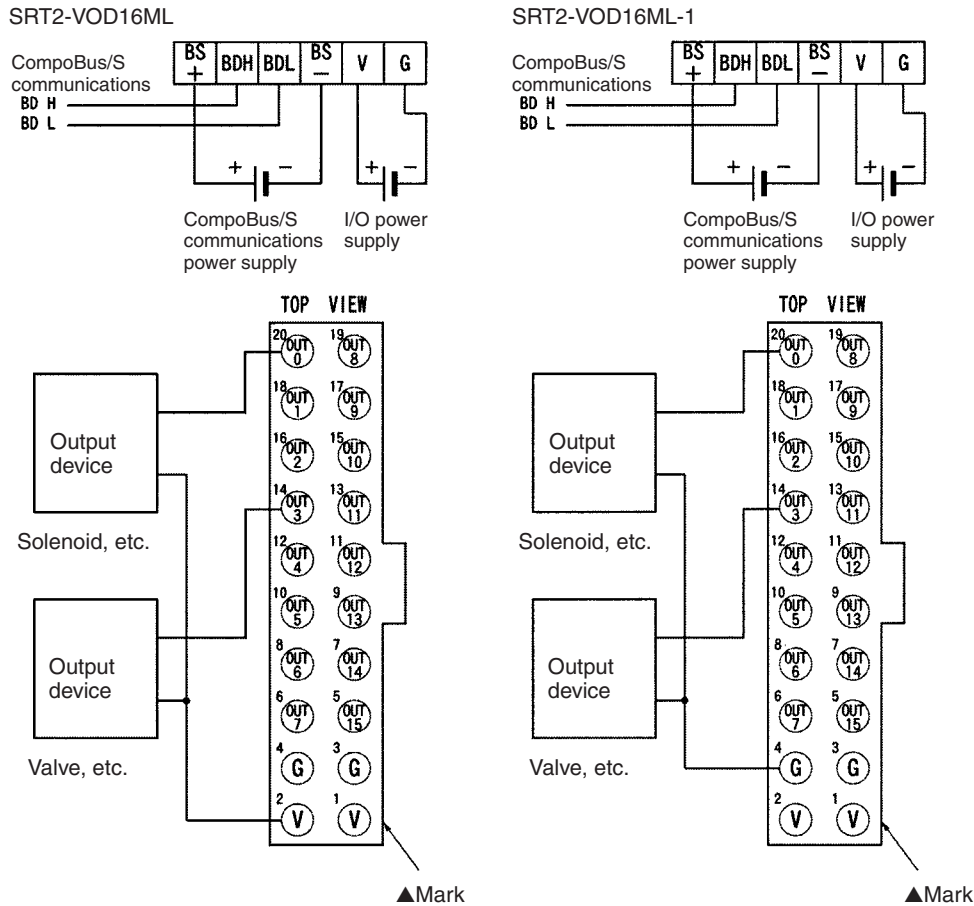 SRT2-VOD16ML
CompoBus/S
communications
BD H
BD L
BS
+
BDH
BDL
BS
–
V
G
+
–
+
–
CompoBus/S
communications
power supply
I/O power
supply
TOP VIEW
20 OUT 0
19 OUT 8
18 OUT 1
17 OUT 9
16 OUT 2
15 OUT 10
14 OUT 3
13 OUT 11
12 OUT 4
11 OUT 12
10 OUT 5
9 OUT 13
8 OUT 6
7 OUT 14
6 OUT 7
5 OUT 15
4 G
3 G
2 V
1 V
Output
device
Solenoid, etc.
Output
device
Valve, etc.
▲Mark
SRT2-VOD16ML-1
CompoBus/S
communications
BD H
BD L
BS
+
BDH
BDL
BS
–
V
G
+
–
+
–
CompoBus/S
communications
power supply
I/O power
supply
TOP VIEW
20 OUT 0
19 OUT 8
18 OUT 1
17 OUT 9
16 OUT 2
15 OUT 10
14 OUT 3
13 OUT 11
12 OUT 4
11 OUT 12
10 OUT 5
9 OUT 13
8 OUT 6
7 OUT 14
6 OUT 7
5 OUT 15
4 G
3 G
2 V
1 V
Output
device
Solenoid, etc.
Output
device
Valve, etc.
▲Mark